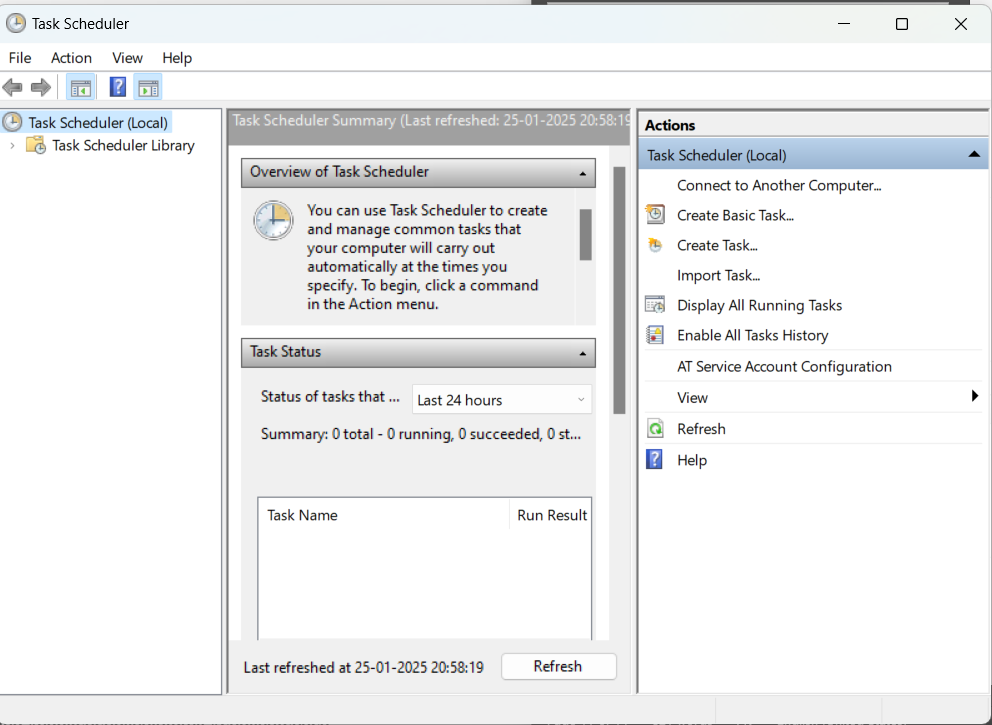 Task Scheduler
File Action View Help
Task Scheduler (Local)
Task Scheduler Library
Task Scheduler Summary (Last refreshed: 25-01-2025 20:58:19
Overview of Task Scheduler
You can use Task Scheduler to create
and manage common tasks that
your computer will carry out
automatically at the times you
specify. To begin, click a command
in the Action menu.
Task Status
Status of tasks that ... Last 24 hours
Summary: 0 total - 0 running, 0 succeeded, 0 st...
Task Name Run Result
Last refreshed at 25-01-2025 20:58:19 Refresh
Actions
Task Scheduler (Local)
Connect to Another Computer...
Create Basic Task...
Create Task...
Import Task...
Display All Running Tasks
Enable All Tasks History
AT Service Account Configuration
View
Refresh
Help